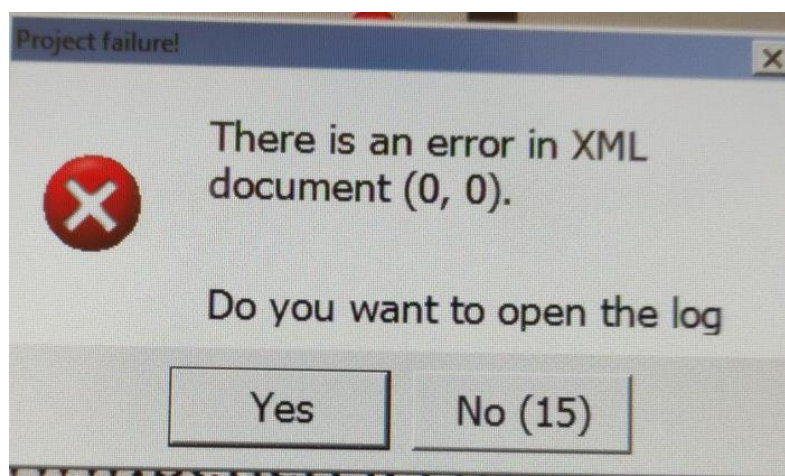 Project failure!
There is an error in XML
document (0, 0).
Do you want to open the log
Yes
No (15)